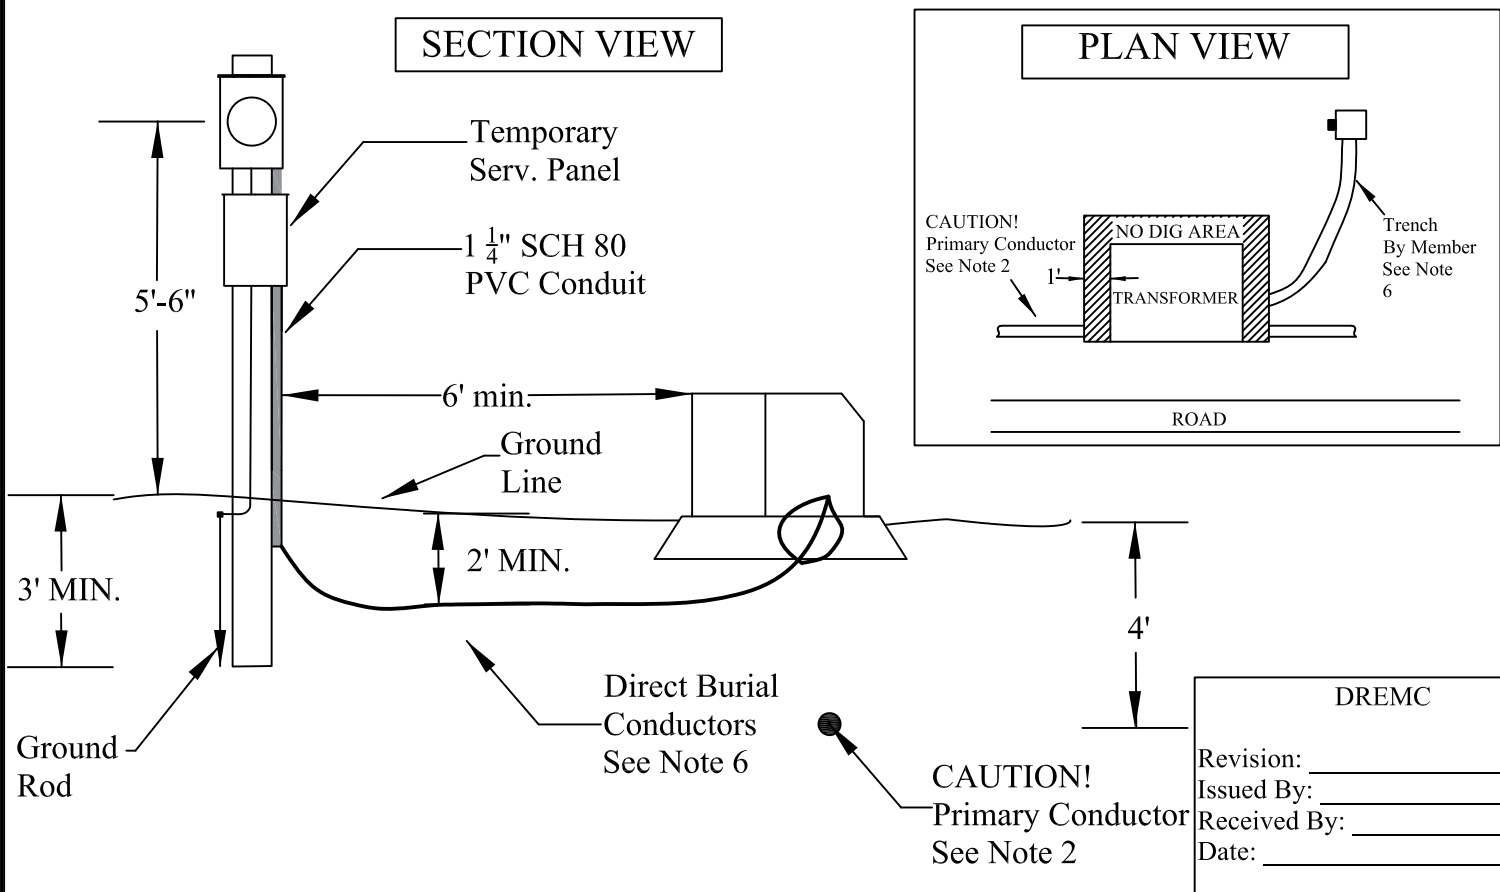 SECTION VIEW
Temporary
Serv. Panel
1 1/4" SCH 80
PVC Conduit
5'-6"
6' min.
Ground
Line
2' MIN.
3' MIN.
4'
Direct Burial
Conductors
See Note 6
Ground
Rod
CAUTION!
Primary Conductor
See Note 2
PLAN VIEW
CAUTION!
Primary Conductor
See Note 2
NO DIG AREA
1'
TRANSFORMER
Trench
By Member
See Note
6
ROAD
DREMC
Revision:
Issued By:
Received By:
Date: